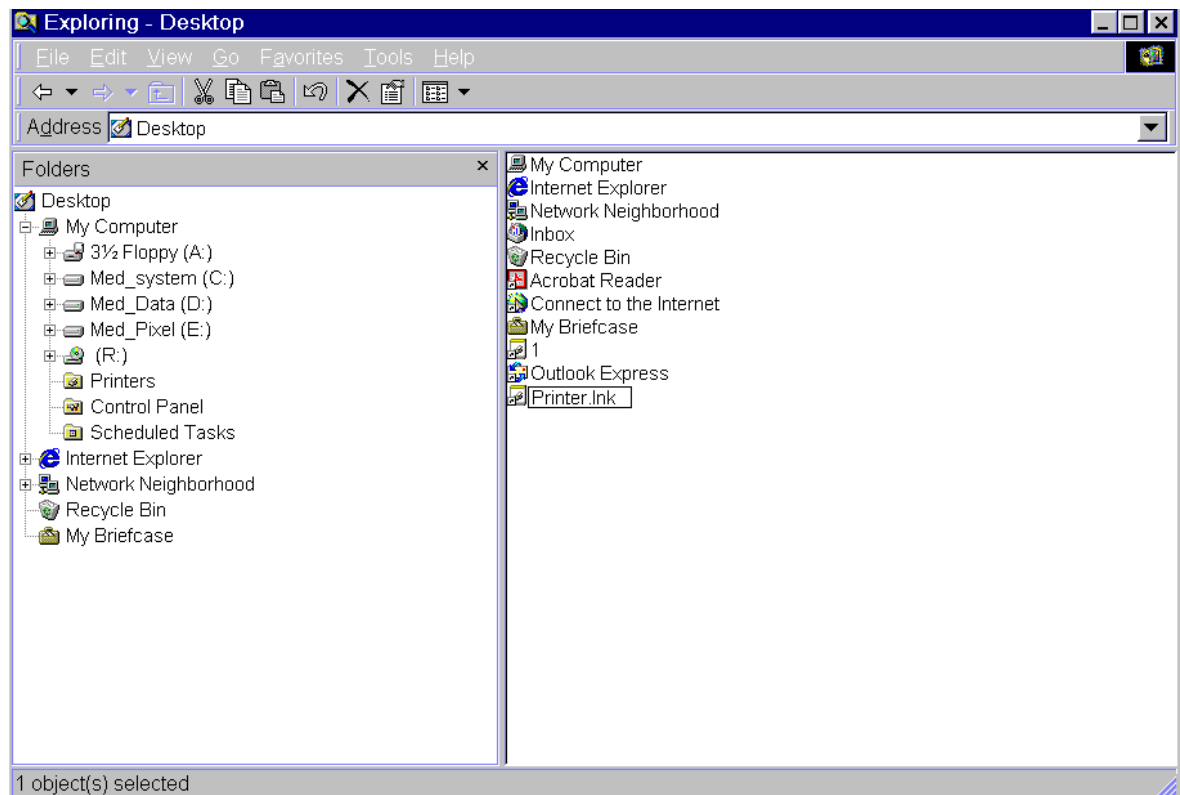 Exploring - Desktop
File Edit View Go Favorites Tools Help
Address Desktop
Folders
Desktop
My Computer
3½ Floppy (A:)
Med_system (C:)
Med_Data (D:)
Med_Pixel (E:)
(R:)
Printers
Control Panel
Scheduled Tasks
Internet Explorer
Network Neighborhood
Recycle Bin
My Briefcase
My Computer
Internet Explorer
Network Neighborhood
Inbox
Recycle Bin
Acrobat Reader
Connect to the Internet
My Briefcase
1
Outlook Express
Printer.lnk
1 object(s) selected